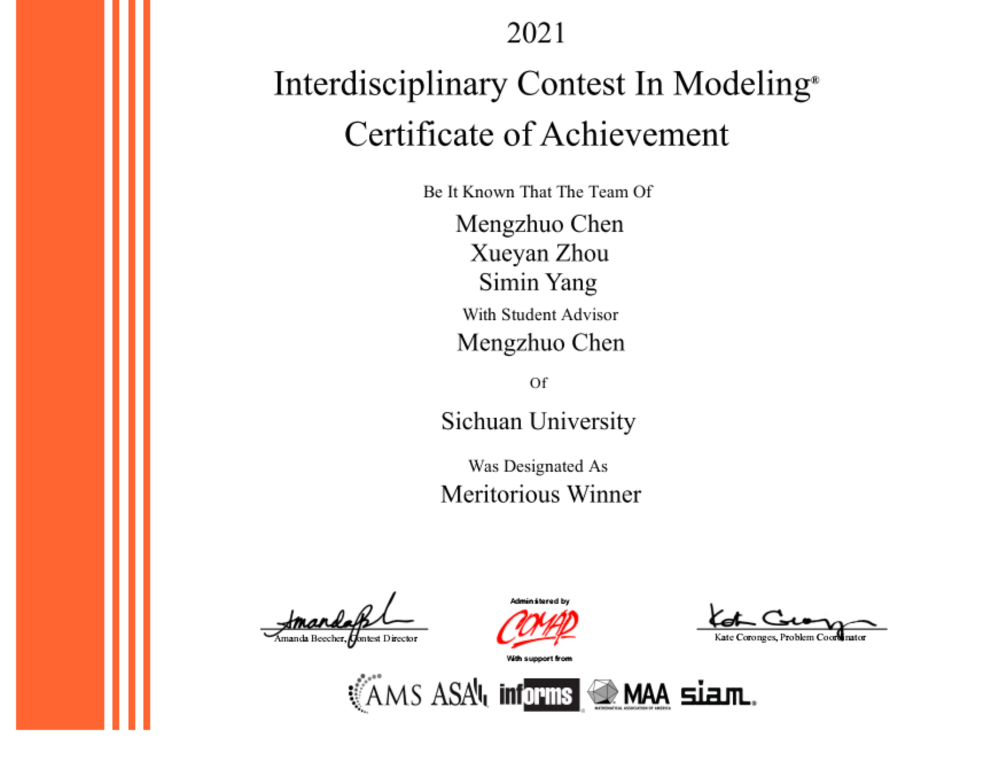 2021
Interdisciplinary Contest In Modeling®
Certificate of Achievement
Be It Known That The Team Of
Mengzhuo Chen
Xueyan Zhou
Simin Yang
With Student Advisor
Mengzhuo Chen
Of
Sichuan University
Was Designated As
Meritorious Winner
Amanda Beecher, Contest Director
Administered by
COMAP
With support from
Kate Coronges, Problem Coordinator
AMS ASA informs® MAA siam®
MATHEMATICAL ASSOCIATION OF AMERICA